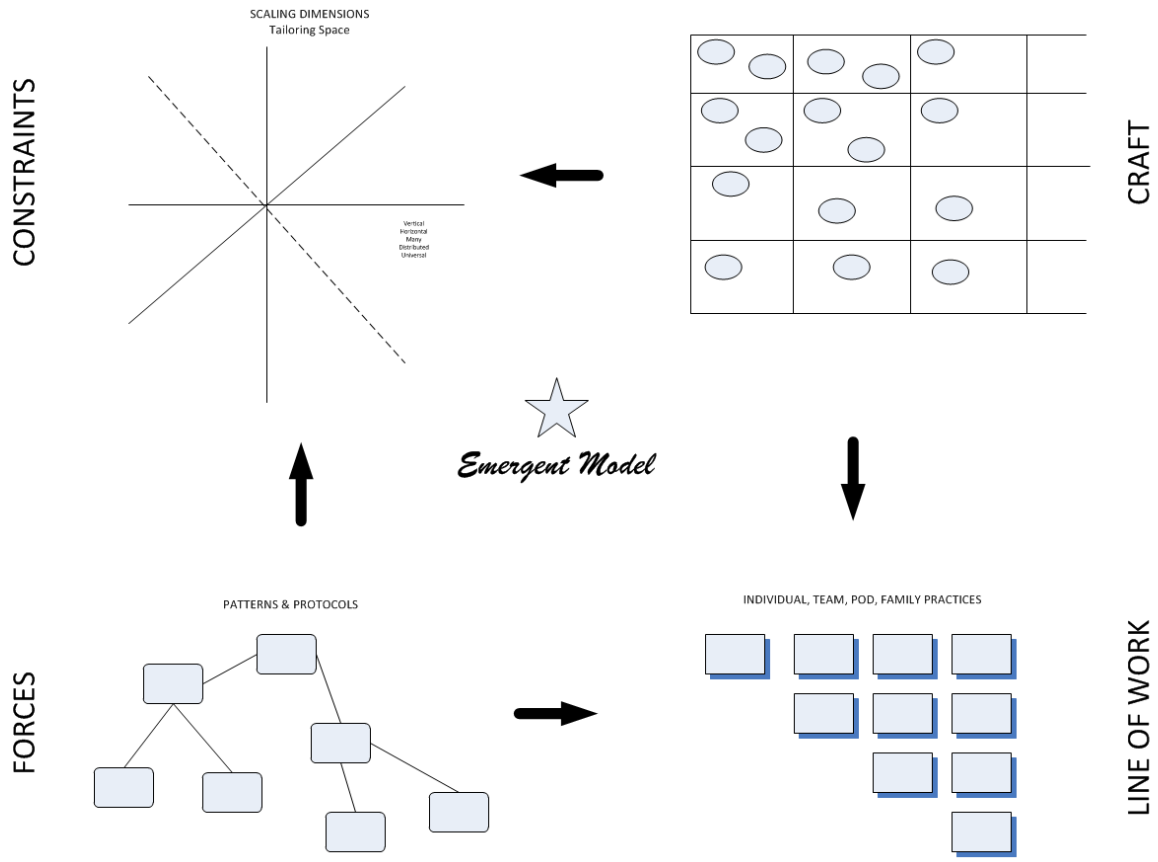 SCALING DIMENSIONS
Tailoring Space
CONSTRAINTS
CRAFT
Vertical
Horizontal
Many
Distributed
Universal
Emergent Model
PATTERNS & PROTOCOLS
INDIVIDUAL, TEAM, POD, FAMILY PRACTICES
FORCES
LINE OF WORK